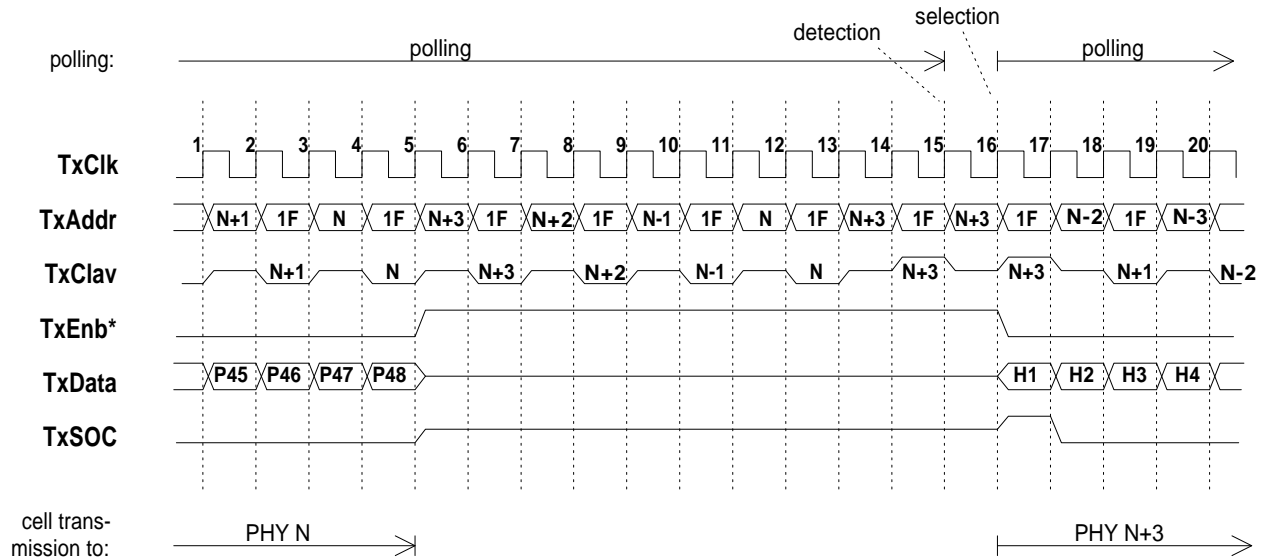 detection
selection
polling:
polling
polling
1 2 3 4 5 6 7 8 9 10 11 12 13 14 15 16 17 18 19 20
TxClk
TxAddr
N+1 1F N 1F N+3 1F N+2 1F N-1 1F N 1F N+3 1F N+3 1F N-2 1F N-3
TxClav
N+1 N N+3 N+2 N-1 N N+3 N+3 N+1 N-2
TxEnb*
TxData
P45 P46 P47 P48 H1 H2 H3 H4
TxSOC
cell trans-
mission to:
PHY N
PHY N+3